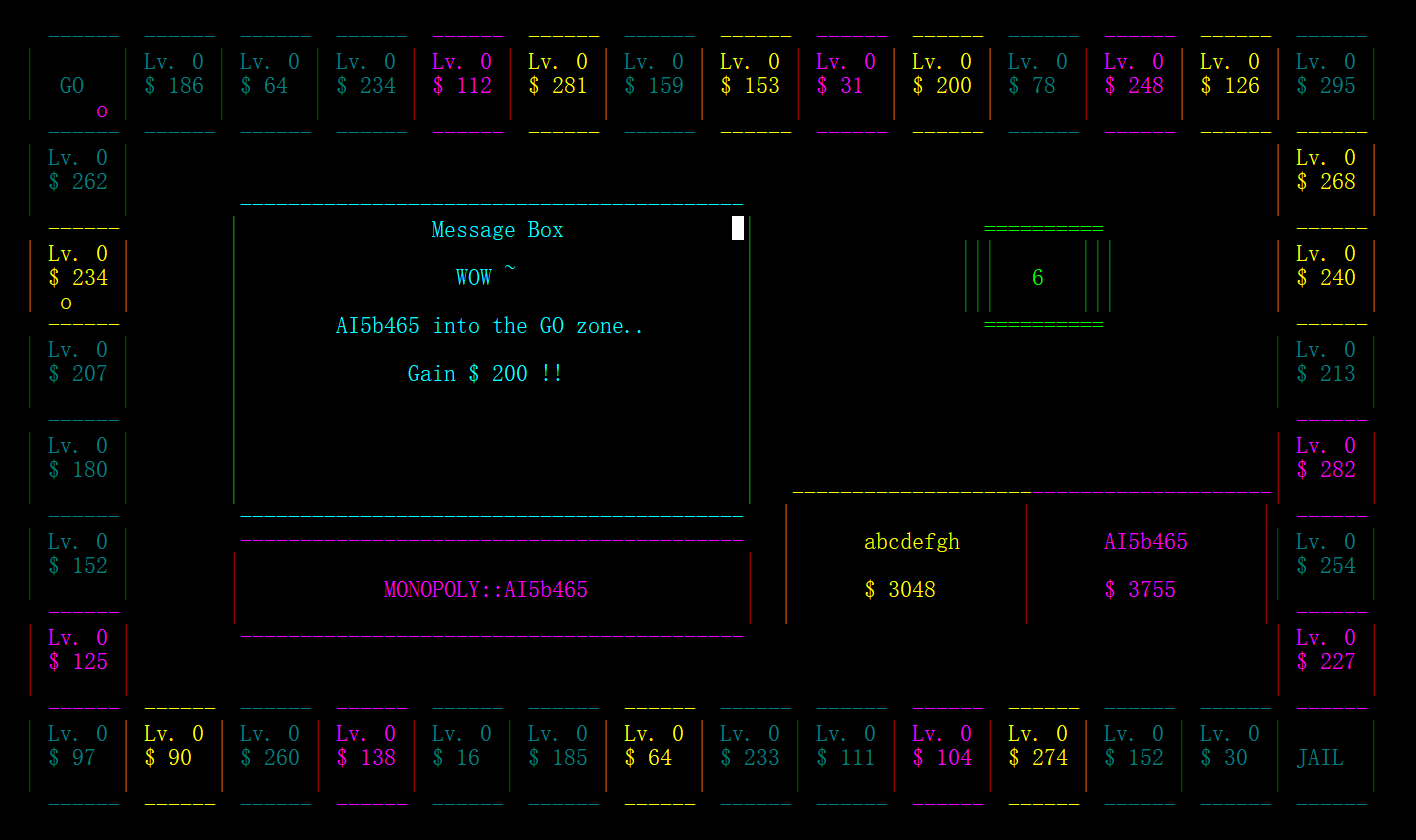 Lv. 0 Lv. 0 Lv. 0 Lv. 0 Lv. 0 Lv. 0 Lv. 0 Lv. 0 Lv. 0 Lv. 0 Lv. 0 Lv. 0 Lv. 0
GO $ 186 $ 64 $ 234 $ 112 $ 281 $ 159 $ 153 $ 31 $ 200 $ 78 $ 248 $ 126 $ 295
o
Lv. 0 Lv. 0
$ 262 $ 268
Message Box
Lv. 0 Lv. 0
$ 234 WOW ~ 6 $ 240
o
AI5b465 into the GO zone..
Lv. 0 Lv. 0
$ 207 Gain $ 200 !! $ 213
Lv. 0 Lv. 0
$ 180 $ 282
Lv. 0 abcdefgh AI5b465 Lv. 0
$ 152 $ 254
MONOPOLY::AI5b465 $ 3048 $ 3755
Lv. 0 Lv. 0
$ 125 $ 227
Lv. 0 Lv. 0 Lv. 0 Lv. 0 Lv. 0 Lv. 0 Lv. 0 Lv. 0 Lv. 0 Lv. 0 Lv. 0 Lv. 0 Lv. 0
$ 97 $ 90 $ 260 $ 138 $ 16 $ 185 $ 64 $ 233 $ 111 $ 104 $ 274 $ 152 $ 30 JAIL